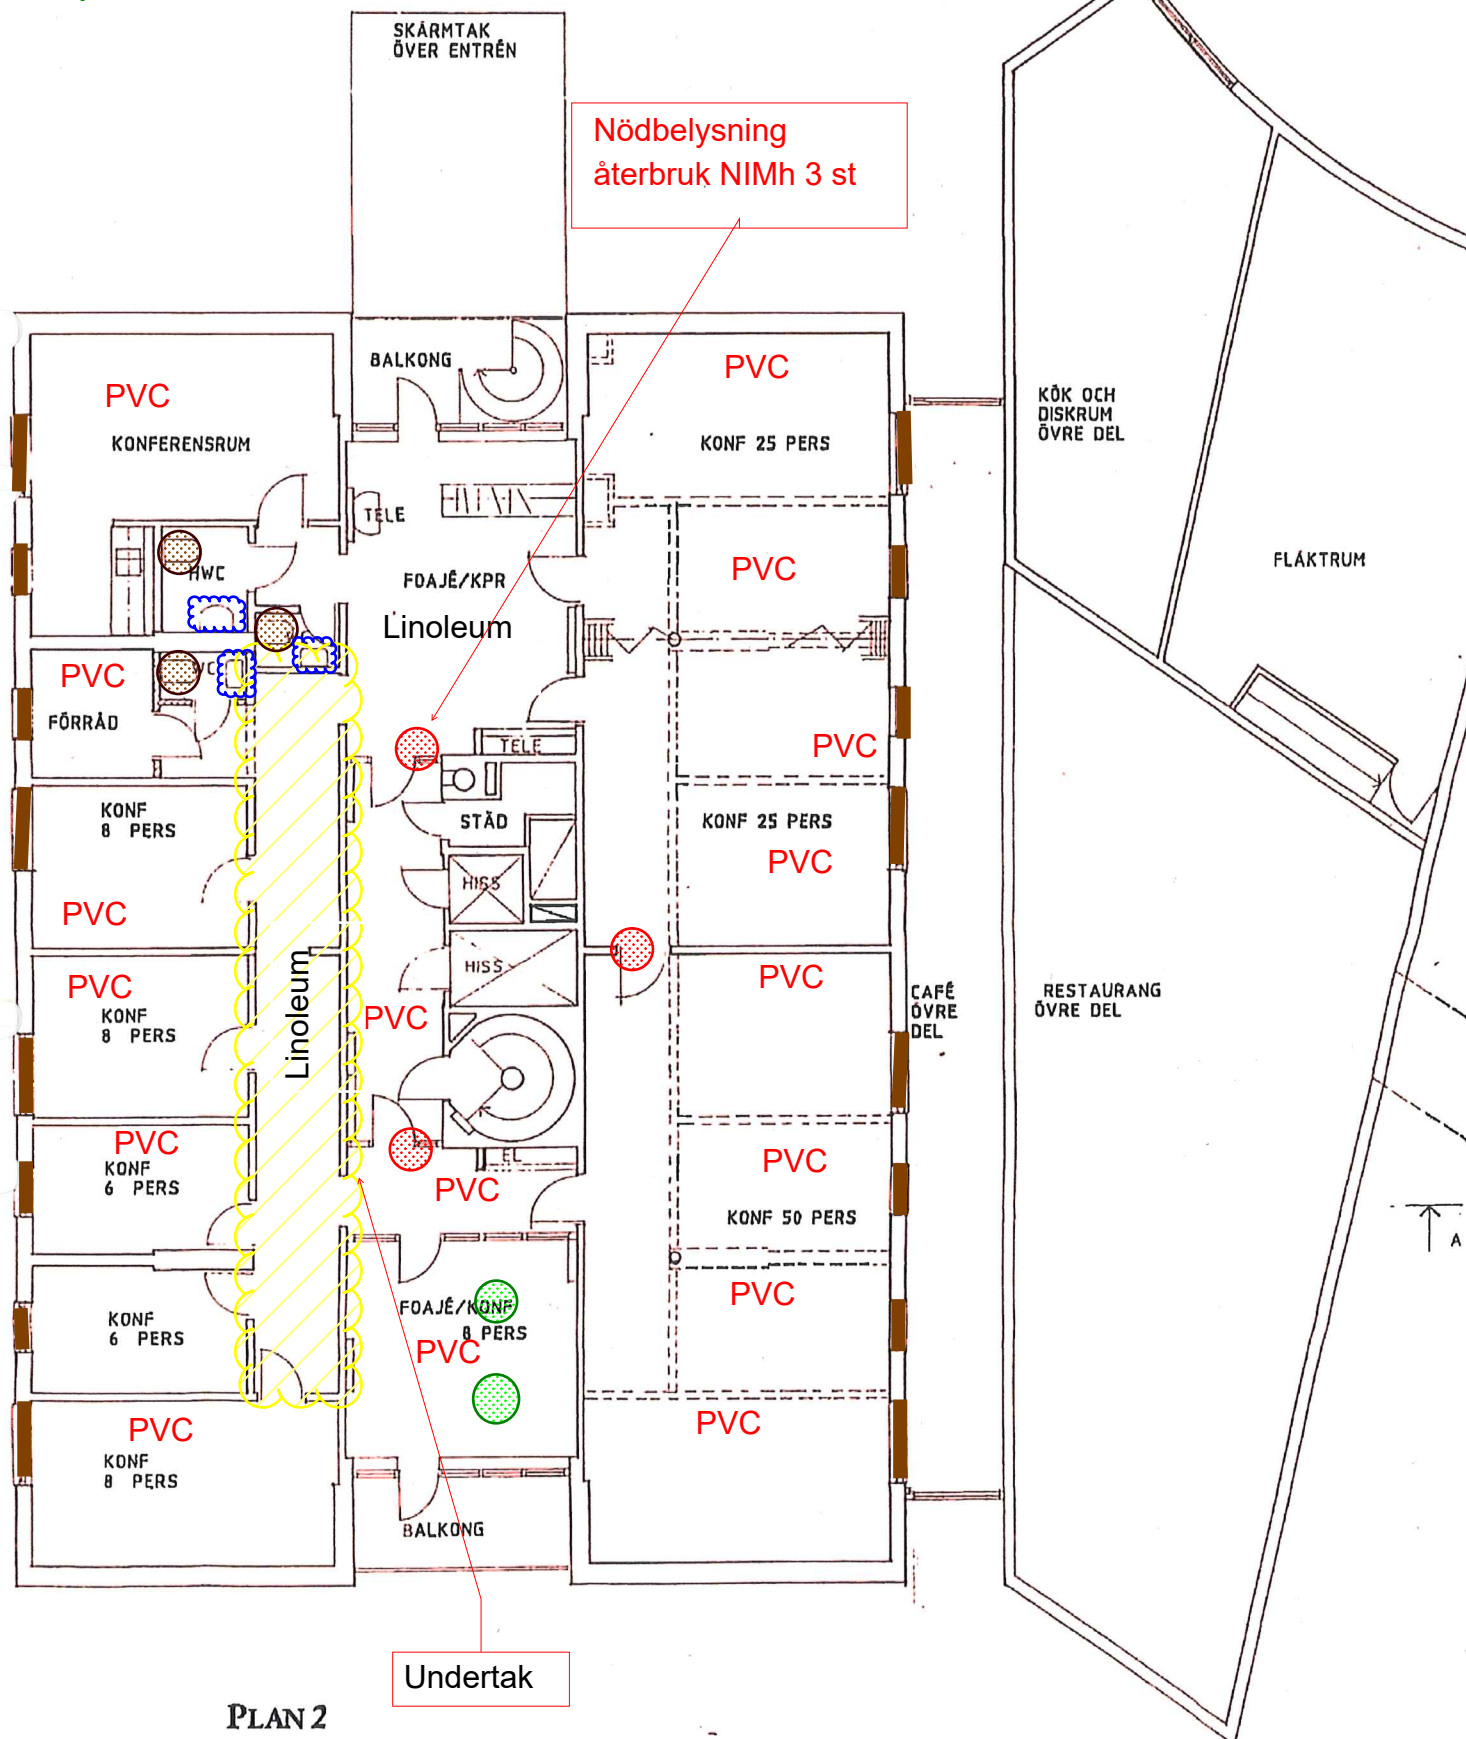 SKÄRMTAK
ÖVER ENTRÉN
Nödbelysning
återbruk NIMh 3 st
BALKONG
PVC
PVC
KONFERENSRUM
KONF 25 PERS
KÖK OCH
DISKRUM
ÖVRE DEL
TELE
HWC
FOAJÉ/KPR
PVC
FLÄKTRUM
Linoleum
PVC
FÖRRÅD
TELE
PVC
KONF
8 PERS
STÄD
KONF 25 PERS
PVC
HISS
PVC
Linoleum
HISS
PVC
KONF
8 PERS
PVC
PVC
CAFÉ
ÖVRE
DEL
RESTAURANG
ÖVRE DEL
PVC
KONF
6 PERS
EL
PVC
PVC
KONF 50 PERS
A
KONF
6 PERS
FOAJÉ/KONF
8 PERS
PVC
PVC
PVC
KONF
8 PERS
PVC
BALKONG
Undertak
PLAN 2